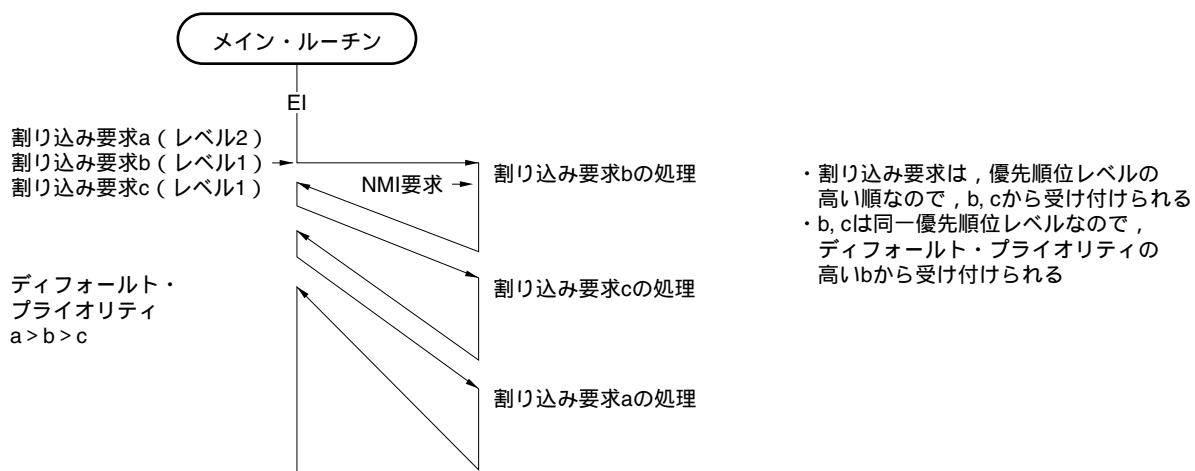 メイン・ルーチン
EI
割り込み要求a（レベル2）
割り込み要求b（レベル1）
割り込み要求c（レベル1）
NMI要求
割り込み要求bの処理
・割り込み要求は，優先順位レベルの
高い順なので，b, cから受け付けられる
・b, cは同一優先順位レベルなので，
ディフォールト・プライオリティの
高いbから受け付けられる
ディフォールト・
プライオリティ
a＞b＞c
割り込み要求cの処理
割り込み要求aの処理